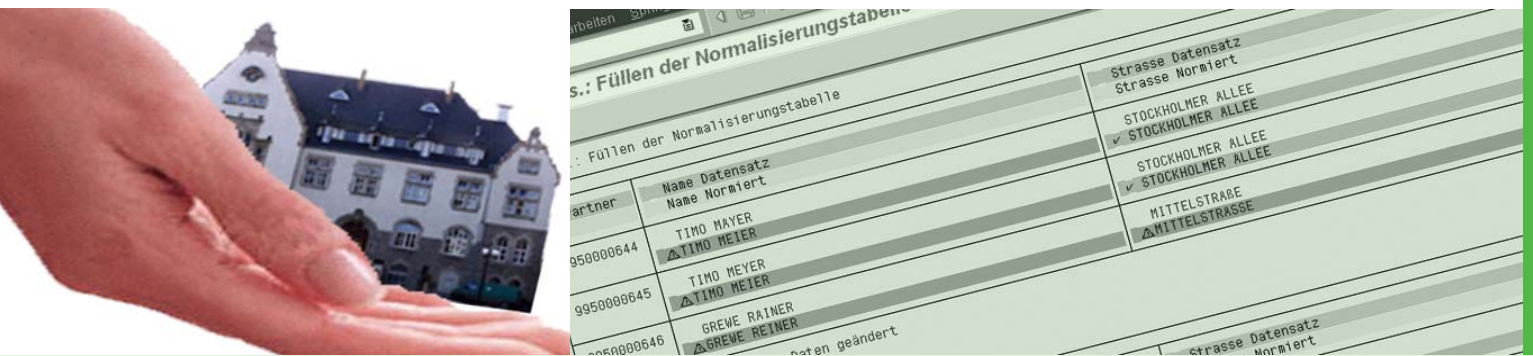 arbeiten
s.: Füllen der Normalisierungstabelle
.: Füllen der Normalisierungstabelle
artner
Name Datensatz
Name Normiert
Strasse Datensatz
Strasse Normiert
950000644
TIMO MAYER
⚠TIMO MEIER
STOCKHOLMER ALLEE
✓ STOCKHOLMER ALLEE
9950000645
TIMO MEYER
⚠TIMO MEIER
STOCKHOLMER ALLEE
✓ STOCKHOLMER ALLEE
9950000646
GREWE RAINER
⚠GREWE REINER
MITTELSTRAßE
⚠MITTELSTRASSE
Daten geändert
Strasse Datensatz
Normiert